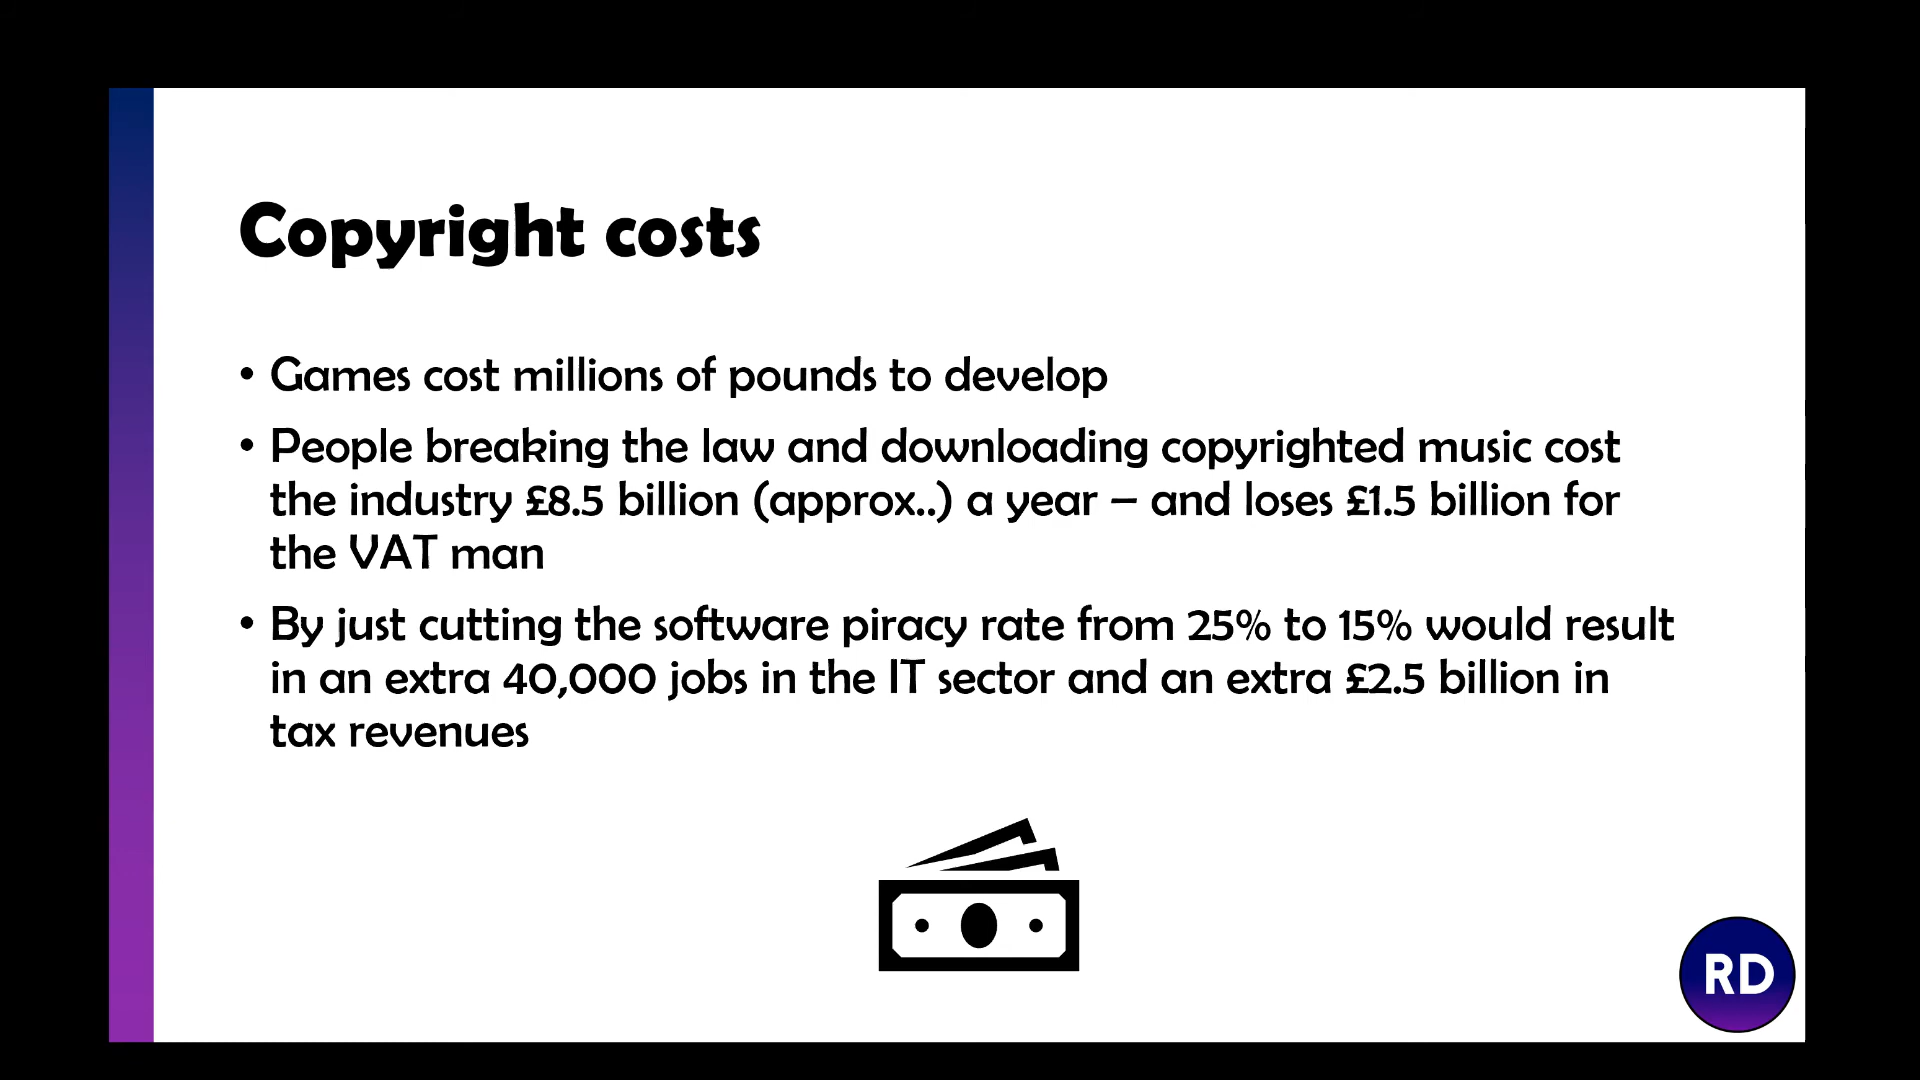 Copyright costs
• Games cost millions of pounds to develop
• People breaking the law and downloading copyrighted music cost
the industry £8.5 billion (approx..) a year – and loses £1.5 billion for
the VAT man
• By just cutting the software piracy rate from 25% to 15% would result
in an extra 40,000 jobs in the IT sector and an extra £2.5 billion in
tax revenues
RD